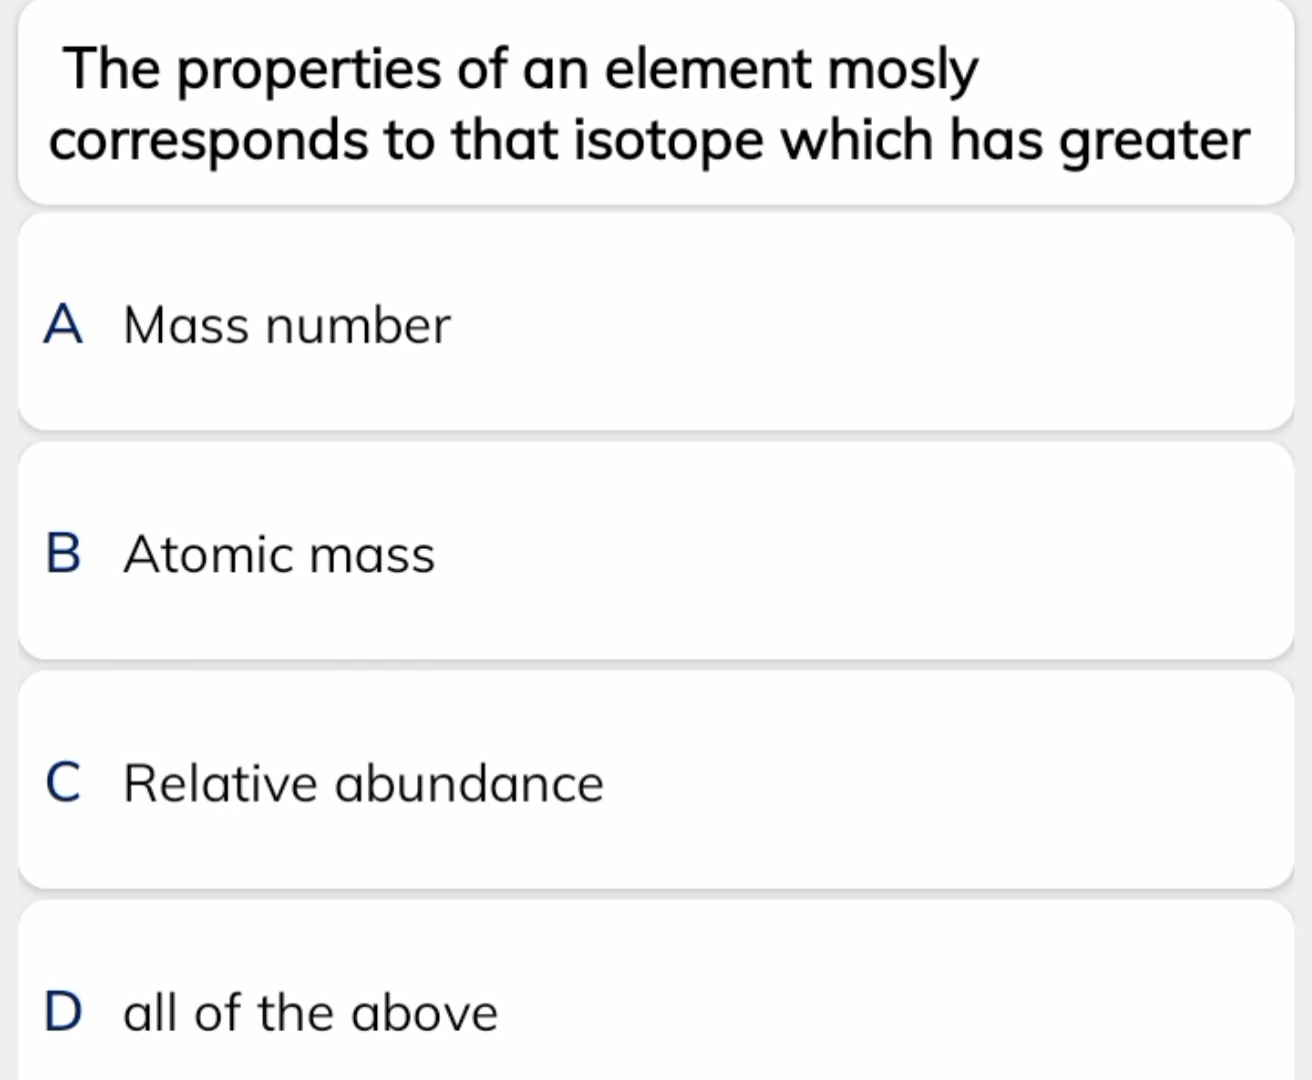 The properties of an element mosly
corresponds to that isotope which has greater
A Mass number
B Atomic mass
C Relative abundance
D all of the above